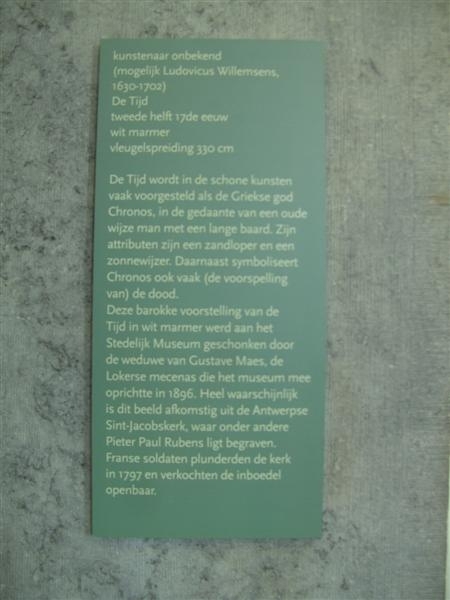 kunstenaar onbekend
(mogelijk Ludovicus Willemsens,
1630-1702)
De Tijd
tweede helft 17de eeuw
wit marmer
vleugelspreiding 330 cm
De Tijd wordt in de schone kunsten
vaak voorgesteld als de Griekse god
Chronos, in de gedaante van een oude
wijze man met een lange baard. Zijn
attributen zijn een zandloper en een
zonnewijzer. Daarnaast symboliseert
Chronos ook vaak (de voorspelling
van) de dood.
Deze barokke voorstelling van de
Tijd in wit marmer werd aan het
Stedelijk Museum geschonken door
de weduwe van Gustave Maes, de
Lokerse mecenas die het museum mee
oprichtte in 1896. Heel waarschijnlijk
is dit beeld afkomstig uit de Antwerpse
Sint-Jacobskerk, waar onder andere
Pieter Paul Rubens ligt begraven.
Franse soldaten plunderden de kerk
in 1797 en verkochten de inboedel
openbaar.